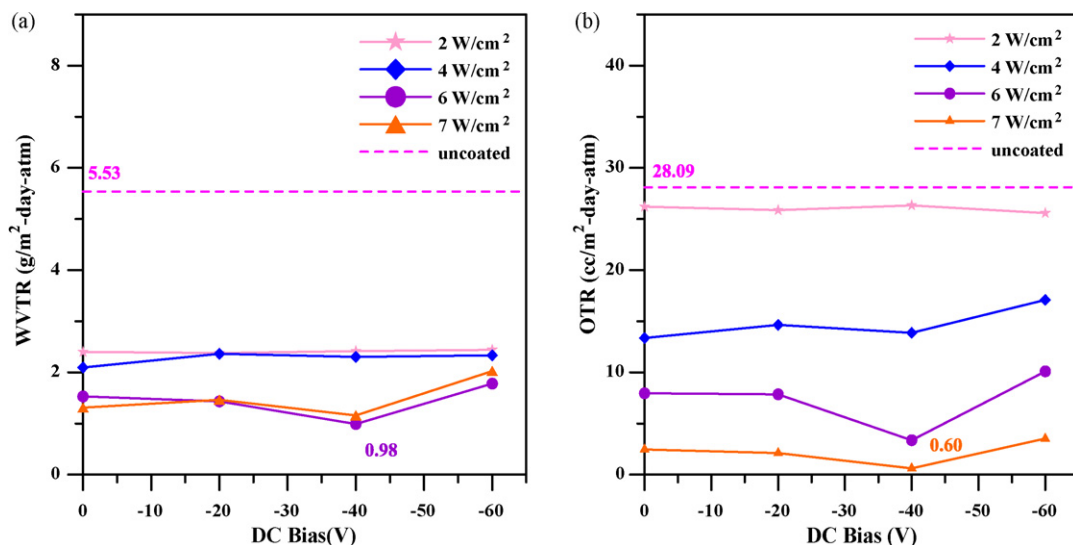 (a)
2 W/cm²
4 W/cm²
6 W/cm²
7 W/cm²
uncoated
8
6
4
2
0
5.53
0.98
WVTR (g/m²-day-atm)
0 -10 -20 -30 -40 -50 -60
DC Bias(V)
(b)
2 W/cm²
4 W/cm²
6 W/cm²
7 W/cm²
uncoated
40
30
20
10
0
28.09
0.60
OTR (cc/m²-day-atm)
0 -10 -20 -30 -40 -50 -60
DC Bias(V)